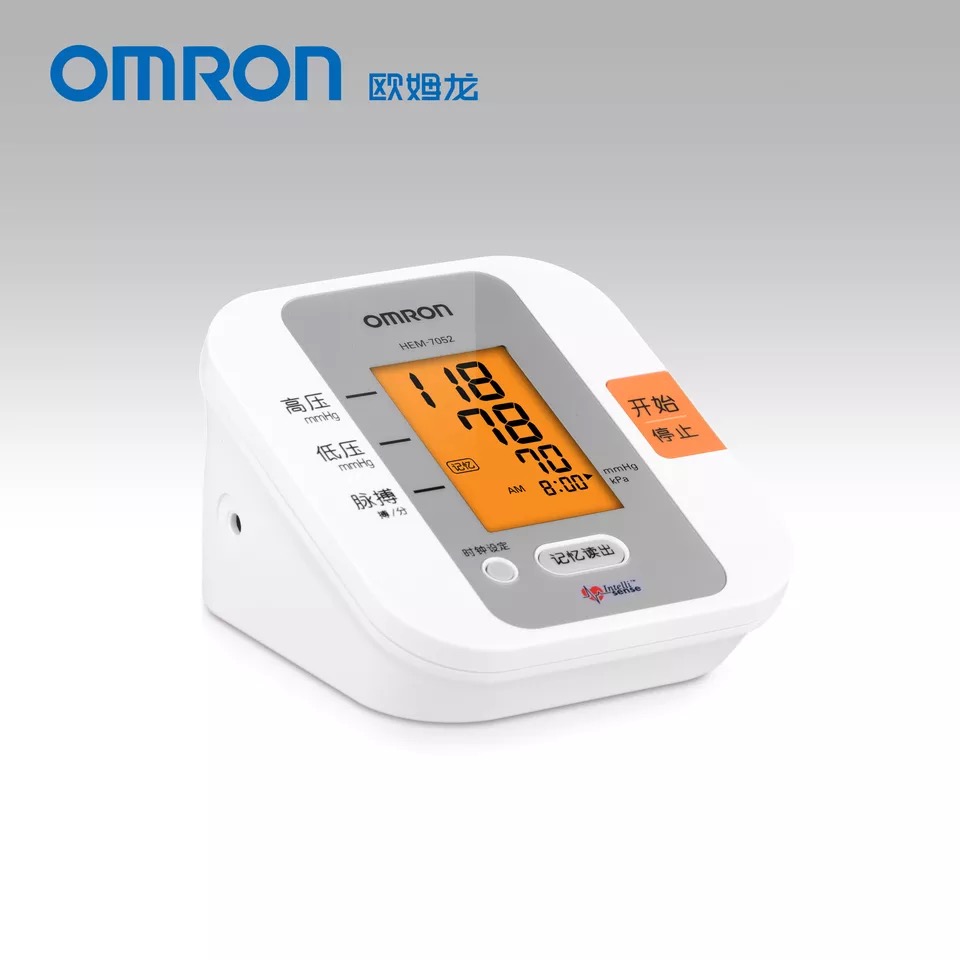 OMRON 欧姆龙
OMRON
HEM-7052
高压
mmHg
118
低压
mmHg
78
脉搏
搏/分
70
记忆
AM 8:00
mmHg
kPa
开始
停止
时钟设定
记忆读出
Intelli™
sense